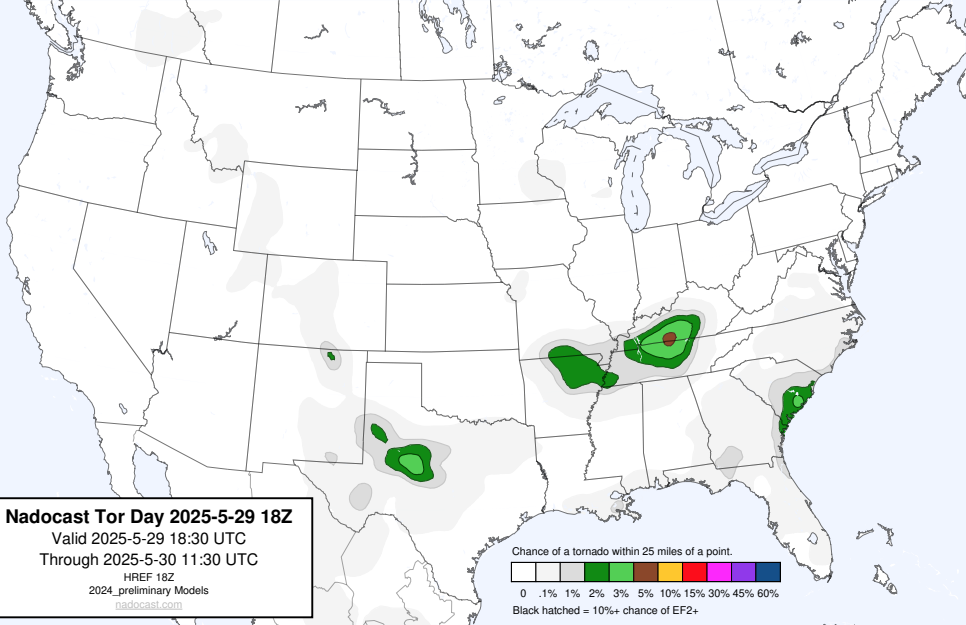 Nadocast Tor Day 2025-5-29 18Z
Valid 2025-5-29 18:30 UTC
Through 2025-5-30 11:30 UTC
HREF 18Z
2024_preliminary Models
nadocast.com
Chance of a tornado within 25 miles of a point.
0 .1% 1% 2% 3% 5% 10% 15% 30% 45% 60%
Black hatched = 10%+ chance of EF2+